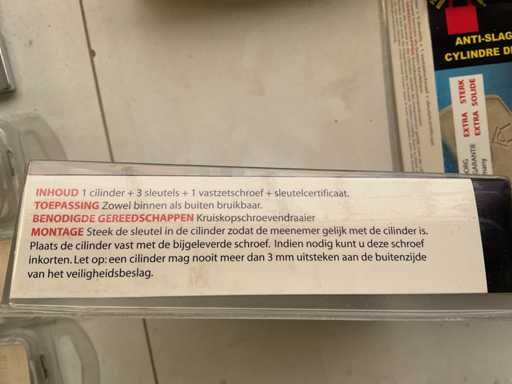 INHOUD 1 cilinder + 3 sleutels + 1 vastzetschroef + sleutelcertificaat.
TOEPASSING Zowel binnen als buiten bruikbaar.
BENODIGDE GEREEDSCHAPPEN Kruiskopschroevendraaier
MONTAGE Steek de sleutel in de cilinder zodat de meenemer gelijk met de cilinder is.
Plaats de cilinder vast met de bijgeleverde schroef. Indien nodig kunt u deze schroef
inkorten. Let op: een cilinder mag nooit meer dan 3 mm uitsteken aan de buitenzijde
van het veiligheidsbeslag.
ANTI-SLAG
CYLINDRE D
EXTRA STERK
EXTRA SOLIDE